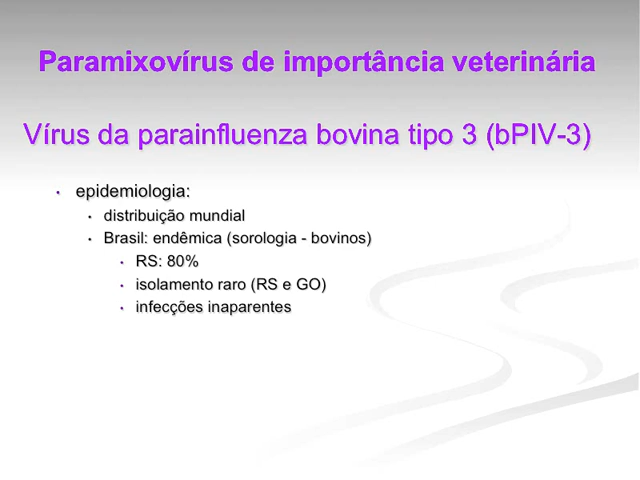 Paramixovírus de importância veterinária
Vírus da parainfluenza bovina tipo 3 (bPIV-3)
• epidemiologia:
• distribuição mundial
• Brasil: endêmica (sorologia - bovinos)
• RS: 80%
• isolamento raro (RS e GO)
• infecções inaparentes